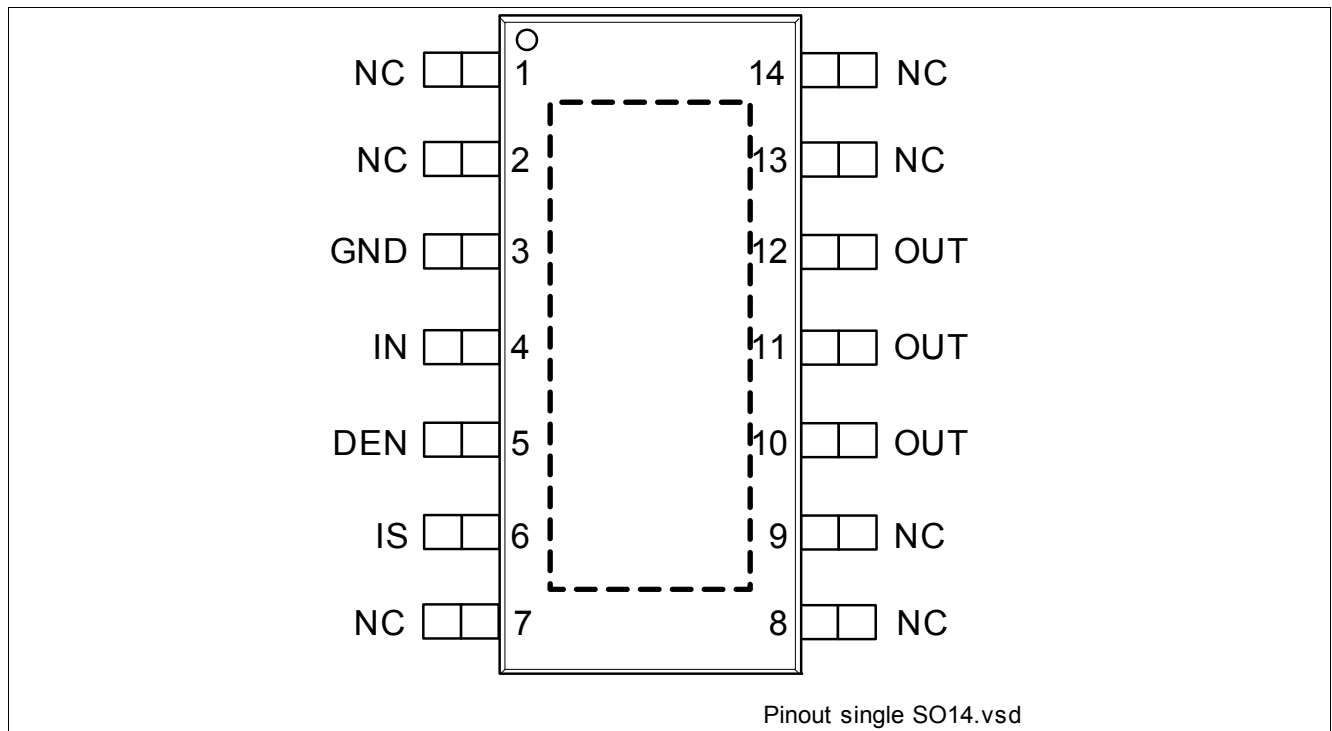 NC 1 14 NC
NC 2 13 NC
GND 3 12 OUT
IN 4 11 OUT
DEN 5 10 OUT
IS 6 9 NC
NC 7 8 NC
Pinout single SO14.vsd